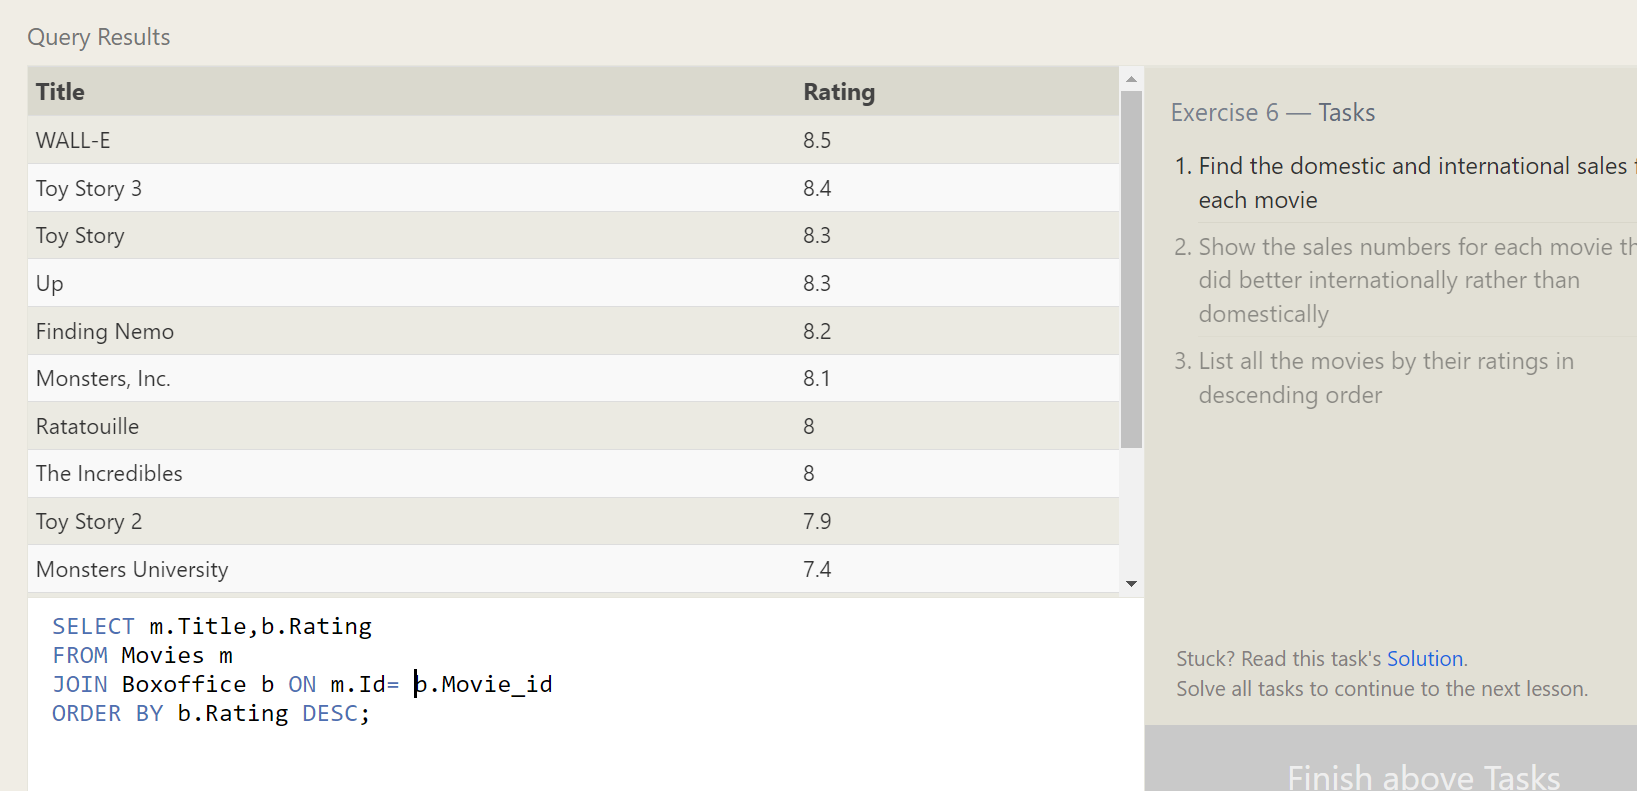 Query Results
Title Rating
WALL-E 8.5
Toy Story 3 8.4
Toy Story 8.3
Up 8.3
Finding Nemo 8.2
Monsters, Inc. 8.1
Ratatouille 8
The Incredibles 8
Toy Story 2 7.9
Monsters University 7.4
SELECT m.Title,b.Rating
FROM Movies m
JOIN Boxoffice b ON m.Id= b.Movie_id
ORDER BY b.Rating DESC;
Exercise 6 — Tasks
1. Find the domestic and international sales
each movie
2. Show the sales numbers for each movie
did better internationally rather than
domestically
3. List all the movies by their ratings in
descending order
Stuck? Read this task's Solution.
Solve all tasks to continue to the next lesson.
Finish above Tasks